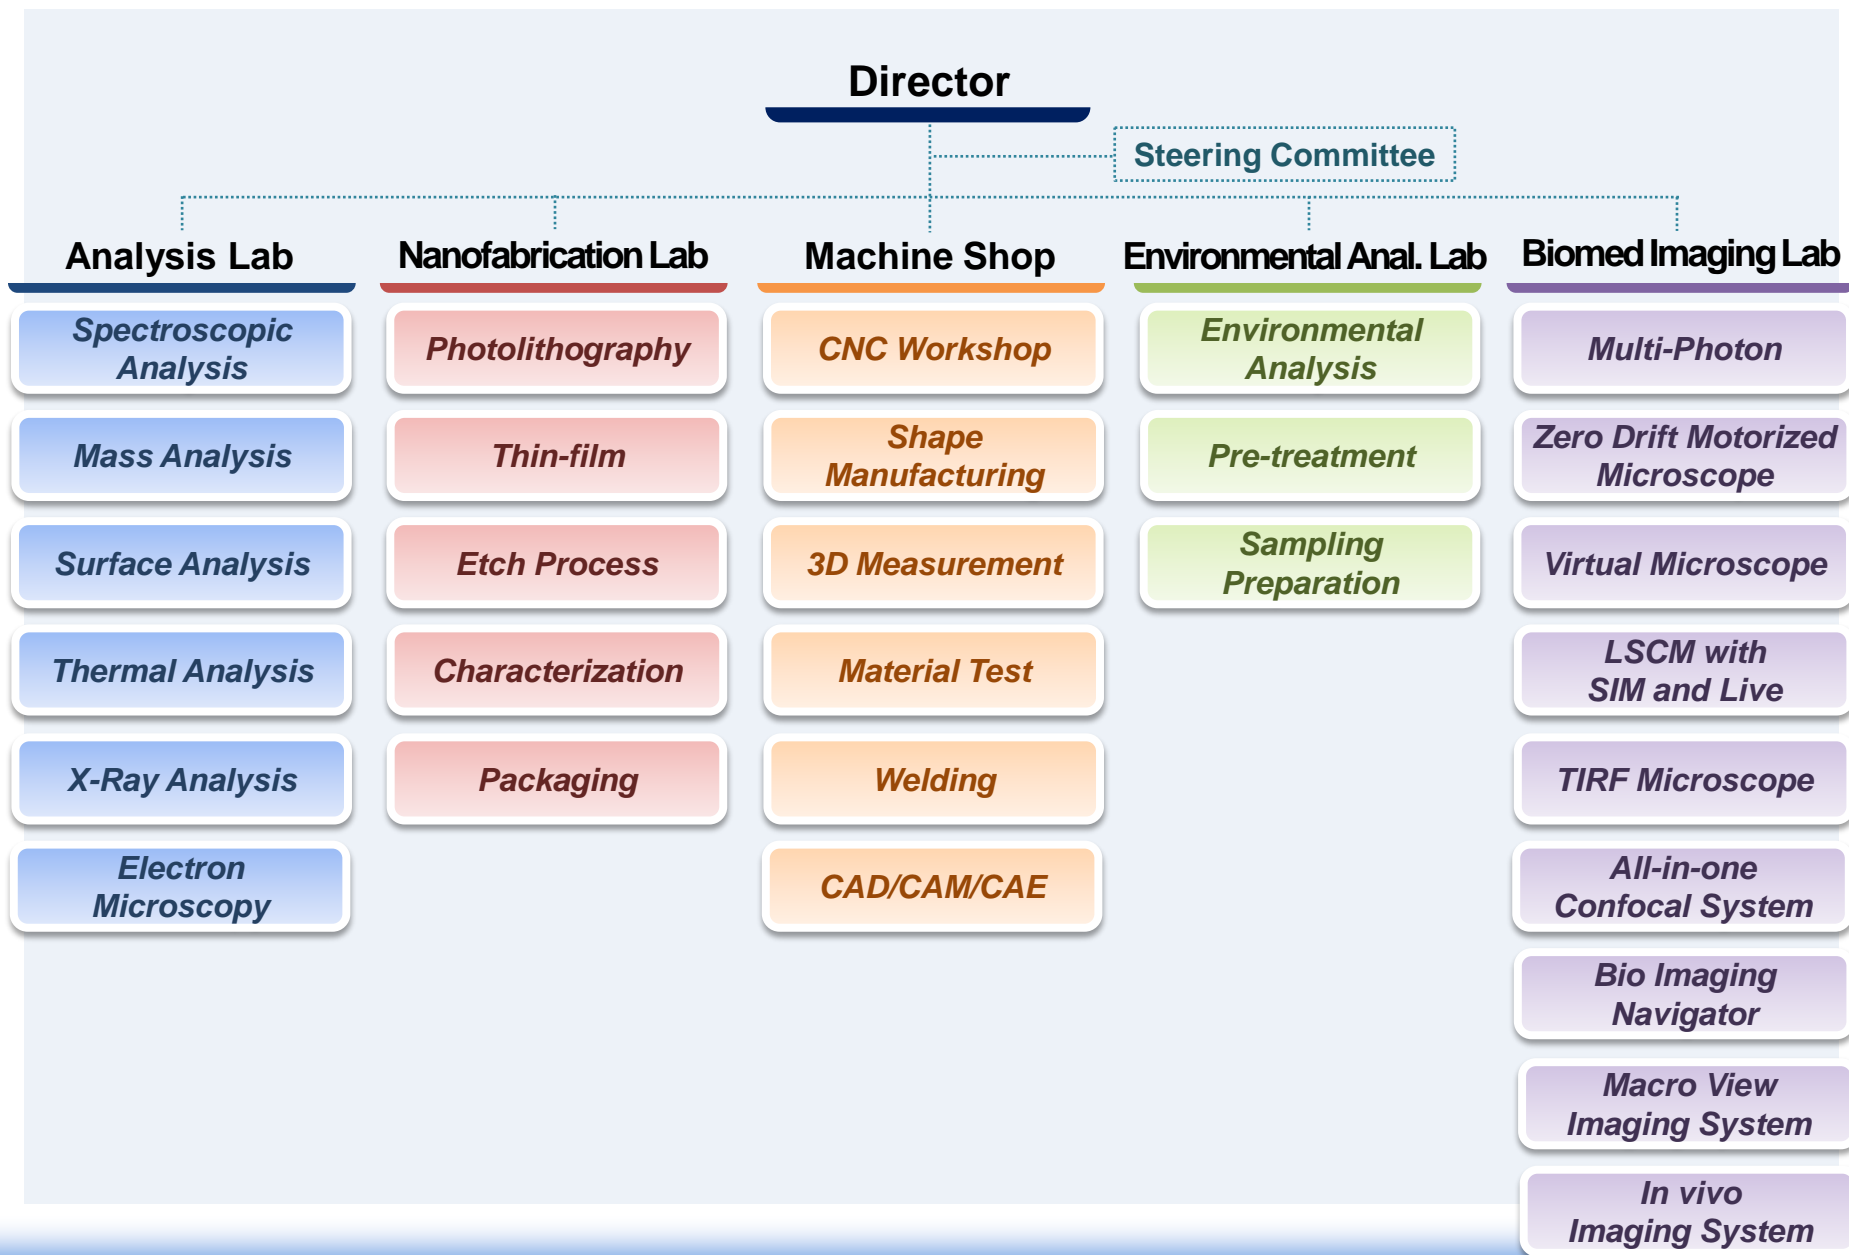 Director
Steering Committee
Analysis Lab
Spectroscopic
Analysis
Mass Analysis
Surface Analysis
Thermal Analysis
X-Ray Analysis
Electron
Microscopy
Nanofabrication Lab
Photolithography
Thin-film
Etch Process
Characterization
Packaging
Machine Shop
CNC Workshop
Shape
Manufacturing
3D Measurement
Material Test
Welding
CAD/CAM/CAE
Environmental Anal. Lab
Environmental
Analysis
Pre-treatment
Sampling
Preparation
Biomed Imaging Lab
Multi-Photon
Zero Drift Motorized
Microscope
Virtual Microscope
LSCM with
SIM and Live
TIRF Microscope
All-in-one
Confocal System
Bio Imaging
Navigator
Macro View
Imaging System
In vivo
Imaging System